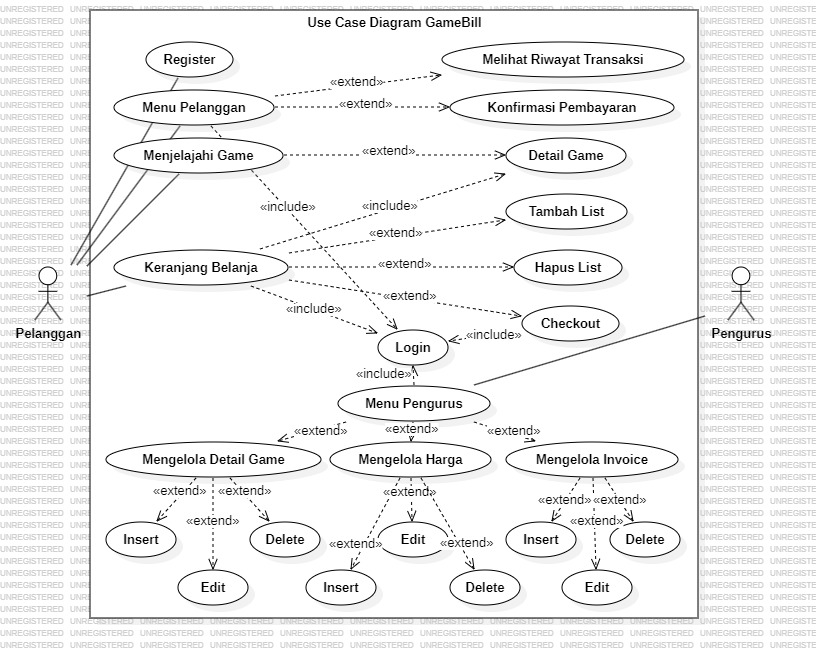 Use Case Diagram GameBill
Register
Melihat Riwayat Transaksi
«extend»
Menu Pelanggan
«extend»
Konfirmasi Pembayaran
Menjelajahi Game
«extend»
Detail Game
«include»
«include»
Tambah List
«extend»
Keranjang Belanja
«extend»
Hapus List
«extend»
«include»
Checkout
Pelanggan
Pengurus
«include»
Login
«include»
Menu Pengurus
«extend»
«extend»
«extend»
Mengelola Detail Game
Mengelola Harga
Mengelola Invoice
«extend»
«extend»
«extend»
«extend»
«extend»
«extend»
«extend»
«extend»
Insert
Delete
«extend»
Edit
«extend»
Insert
Delete
Edit
Insert
Delete
Edit
UNREGISTERED